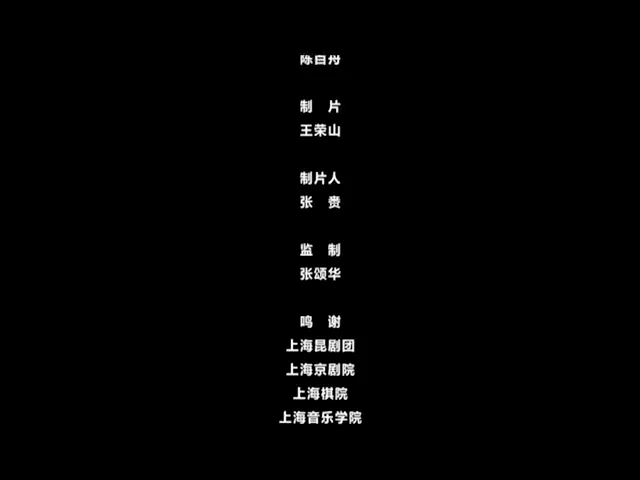 制 片
王荣山
制片人
张 赉
监 制
张颂华
鸣 谢
上海昆剧团
上海京剧院
上海棋院
上海音乐学院